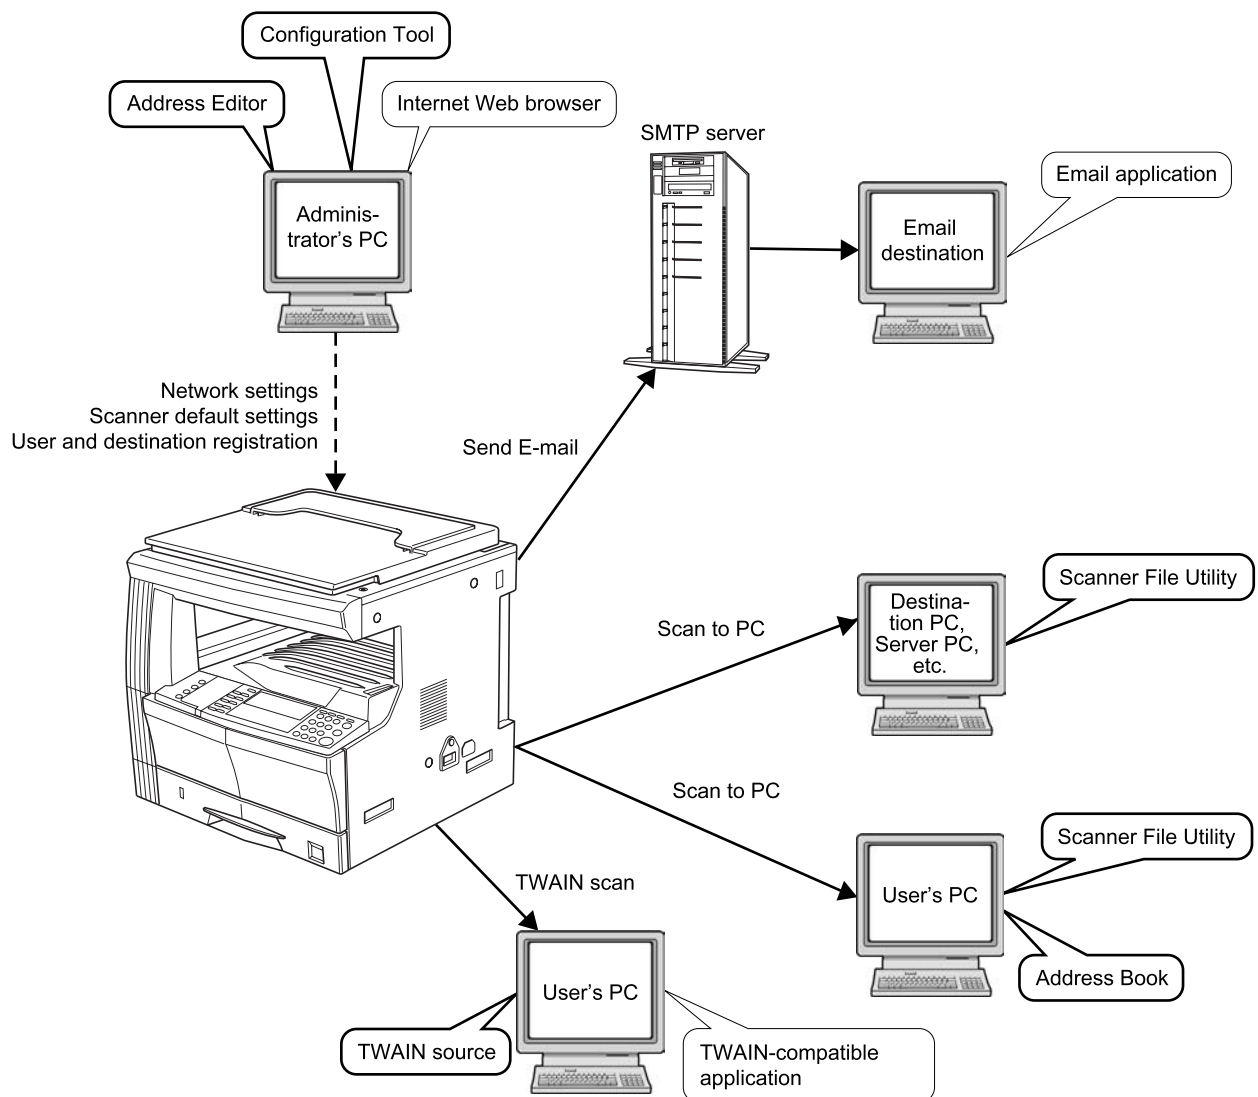 Configuration Tool
Address Editor
Internet Web browser
SMTP server
Email application
Adminis-
trator's PC
Email
destination
Network settings
Scanner default settings
User and destination registration
Send E-mail
Scanner File Utility
Destina-
tion PC,
Server PC,
etc.
Scan to PC
Scan to PC
Scanner File Utility
User's PC
TWAIN scan
Address Book
User's PC
TWAIN source
TWAIN-compatible
application